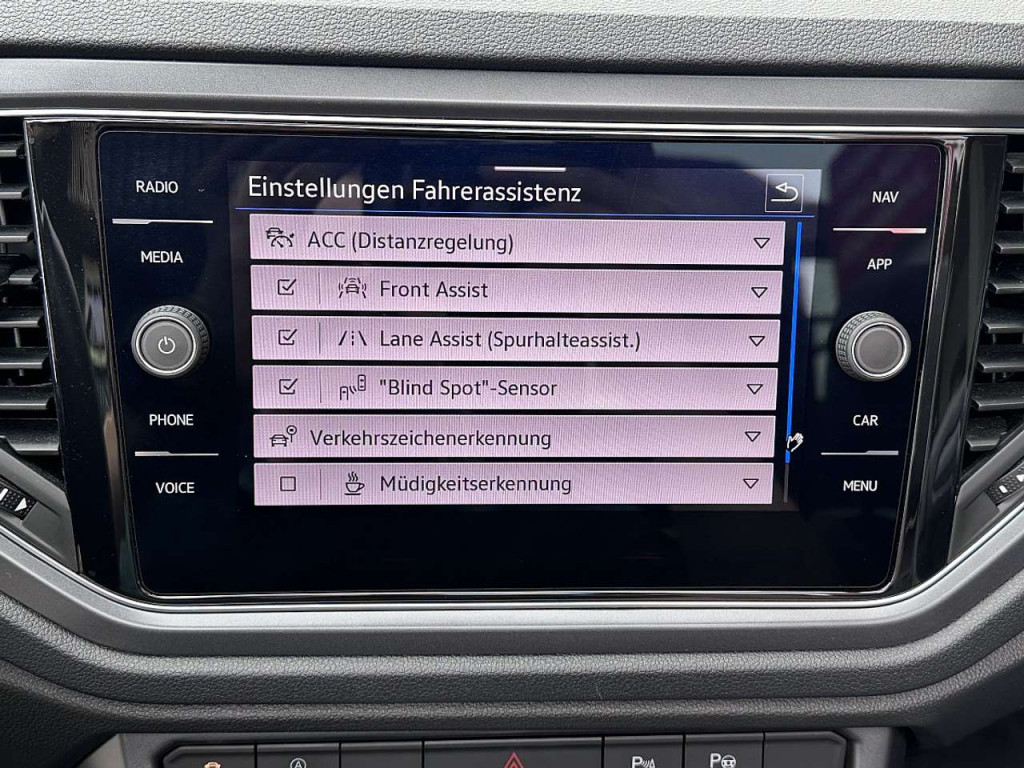 Einstellungen Fahrerassistenz
RADIO
MEDIA
PHONE
VOICE
ACC (Distanzregelung)
Front Assist
Lane Assist (Spurhalteassist.)
"Blind Spot"-Sensor
Verkehrszeichenerkennung
Müdigkeitserkennung
NAV
APP
CAR
MENU
A
P
P